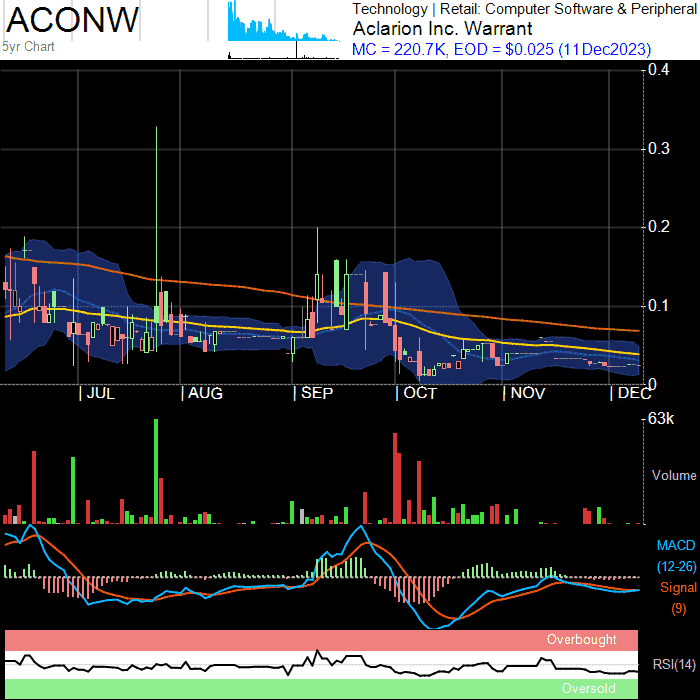 ACONW
5yr Chart
Technology | Retail: Computer Software & Peripheral
Aclarion Inc. Warrant
MC = 220.7K, EOD = $0.025 (11Dec2023)
0.4
0.3
0.2
0.1
0
JUL
AUG
SEP
OCT
NOV
DEC
63k
Volume
MACD
(12-26)
Signal
(9)
Overbought
RSI(14)
Oversold